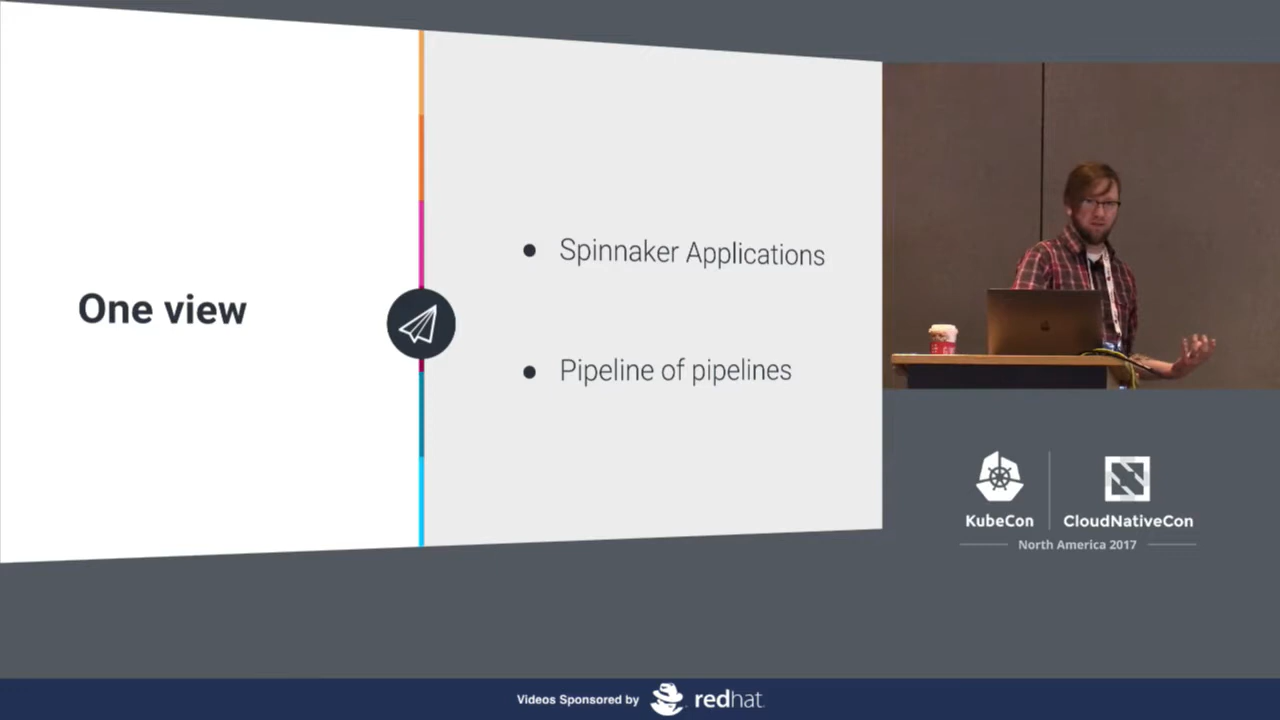 One view
Spinnaker Applications
Pipeline of pipelines
KubeCon
CloudNativeCon
North America 2017
Videos Sponsored by
redhat.